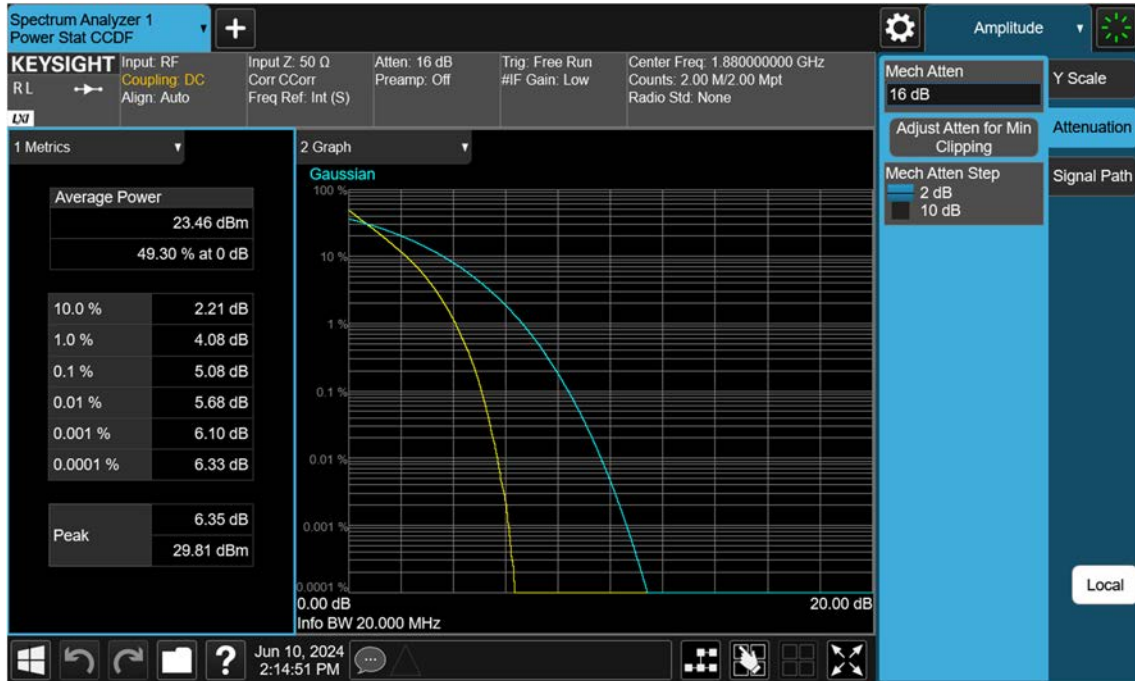 Spectrum Analyzer 1
Power Stat CCDF
+
Amplitude
KEYSIGHT
R L
LXI
Input: RF
Coupling: DC
Align: Auto
Input Z: 50 Ω
Corr CCorr
Freq Ref: Int (S)
Atten: 16 dB
Preamp: Off
Trig: Free Run
#IF Gain: Low
Center Freq: 1.880000000 GHz
Counts: 2.00 M/2.00 Mpt
Radio Std: None
Mech Atten
16 dB
Adjust Atten for Min
Clipping
Mech Atten Step
2 dB
10 dB
Y Scale
Attenuation
Signal Path
Local
1 Metrics
Average Power
23.46 dBm
49.30 % at 0 dB
10.0 % 2.21 dB
1.0 % 4.08 dB
0.1 % 5.08 dB
0.01 % 5.68 dB
0.001 % 6.10 dB
0.0001 % 6.33 dB
Peak
6.35 dB
29.81 dBm
2 Graph
Gaussian
100 %
10 %
1 %
0.1 %
0.01 %
0.001 %
0.0001 %
0.00 dB 20.00 dB
Info BW 20.000 MHz
?
Jun 10, 2024
2:14:51 PM